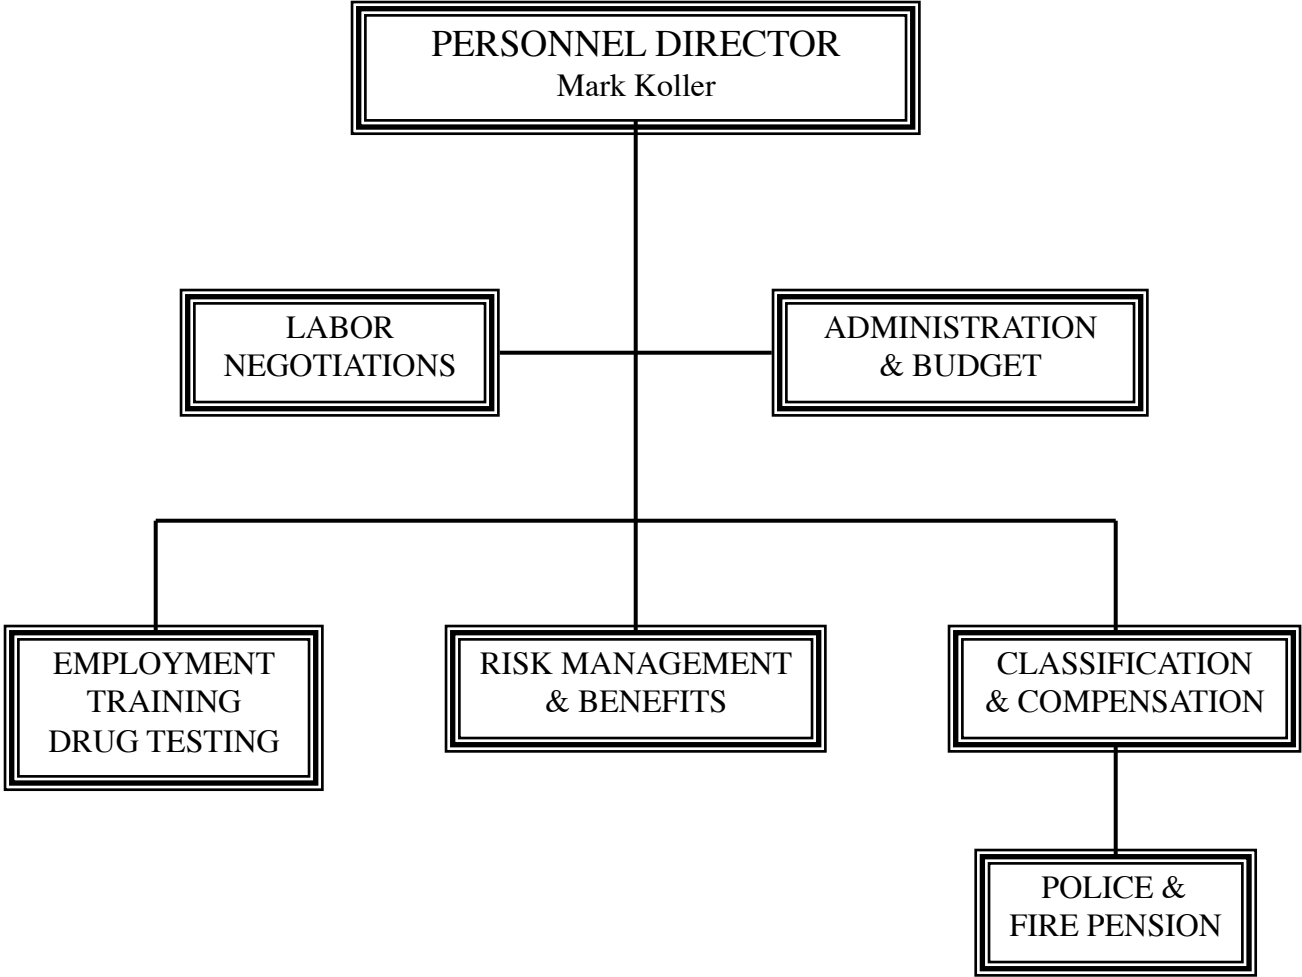 PERSONNEL DIRECTOR
Mark Koller
LABOR
NEGOTIATIONS
ADMINISTRATION
& BUDGET
EMPLOYMENT
TRAINING
DRUG TESTING
RISK MANAGEMENT
& BENEFITS
CLASSIFICATION
& COMPENSATION
POLICE &
FIRE PENSION